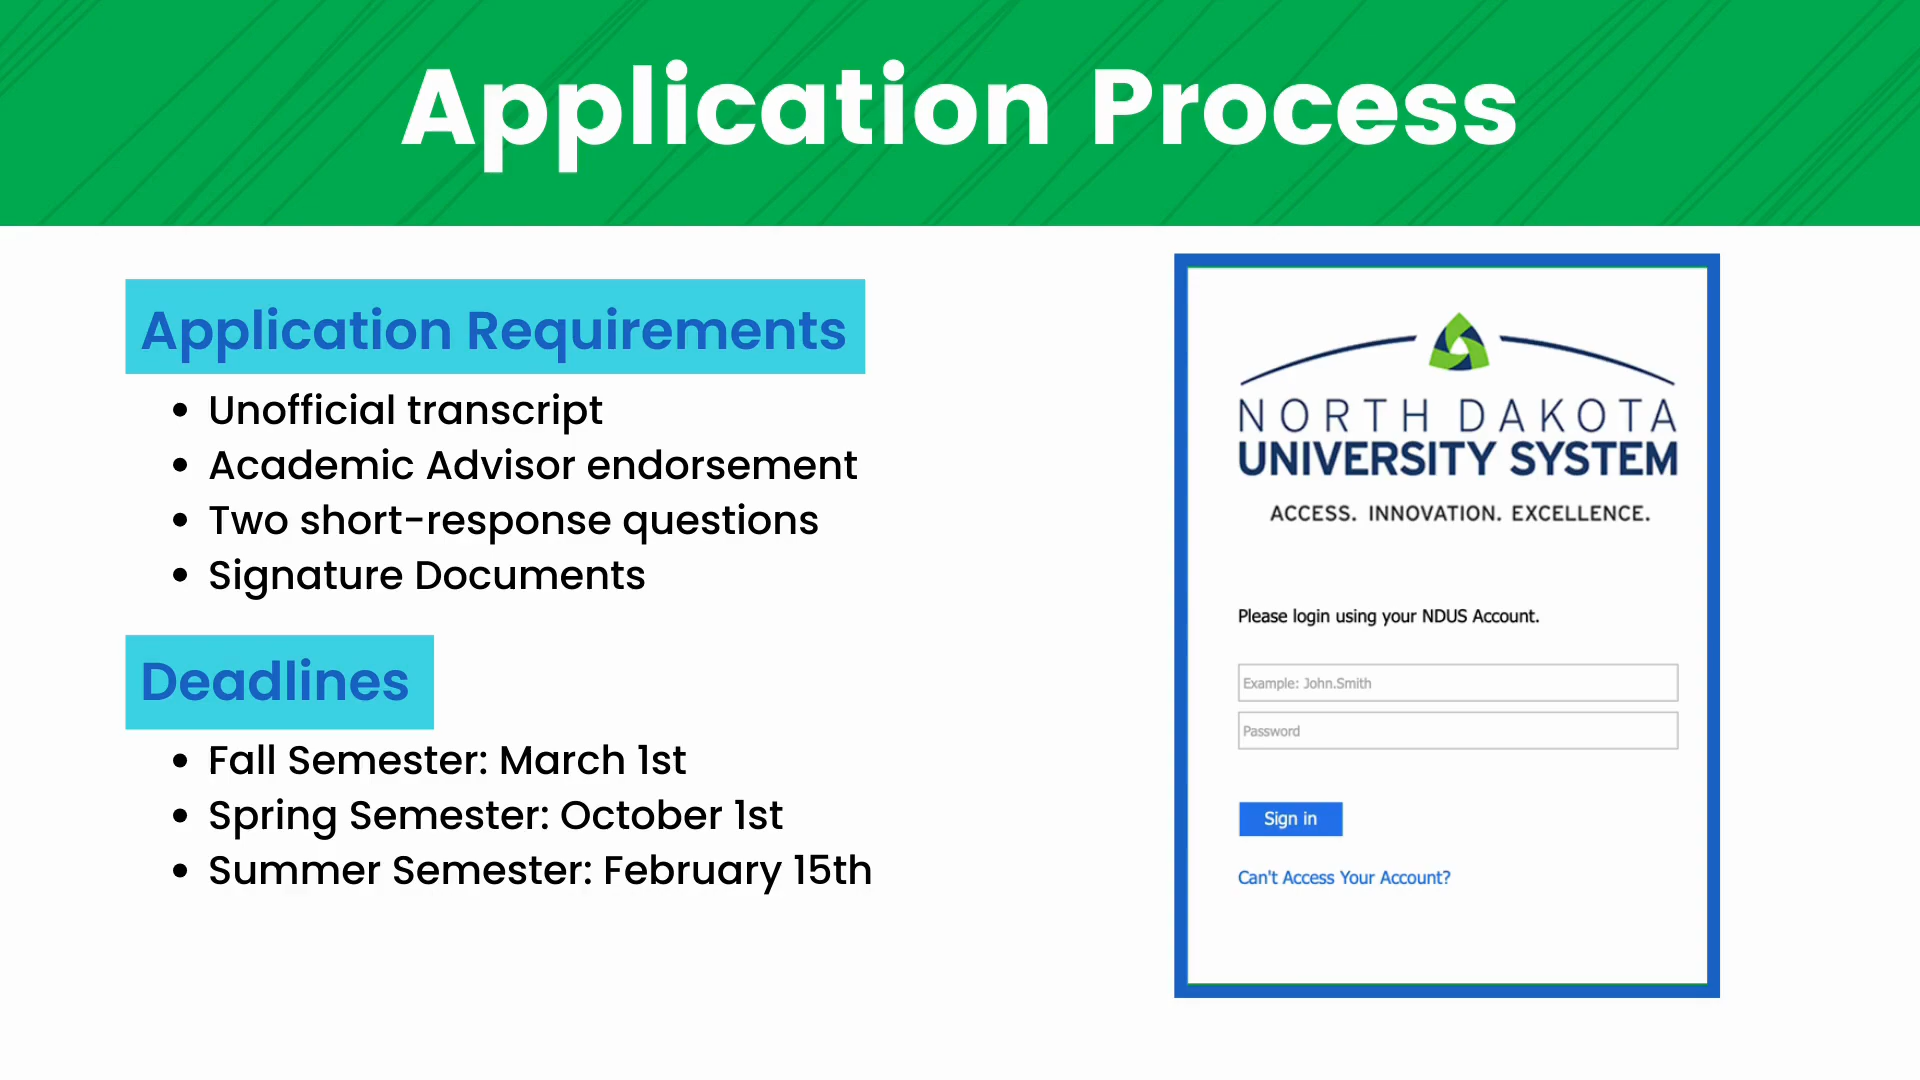 Application Process
Application Requirements
Unofficial transcript
Academic Advisor endorsement
Two short-response questions
Signature Documents
Deadlines
Fall Semester: March 1st
Spring Semester: October 1st
Summer Semester: February 15th
NORTH DAKOTA
UNIVERSITY SYSTEM
ACCESS. INNOVATION. EXCELLENCE.
Please login using your NDUS Account.
Example: John.Smith
Password
Sign in
Can't Access Your Account?